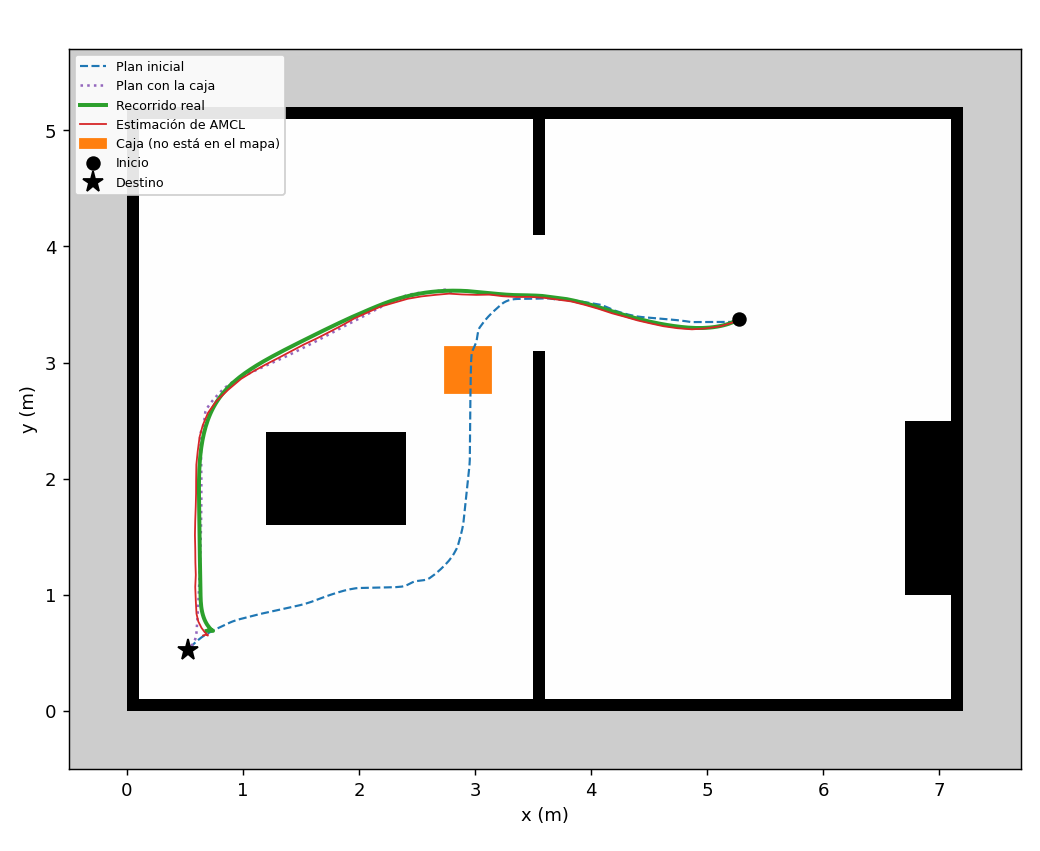 Plan inicial
Plan con la caja
Recorrido real
Estimación de AMCL
Caja (no está en el mapa)
Inicio
Destino
5
4
3
2
1
0
y (m)
0 1 2 3 4 5 6 7
x (m)